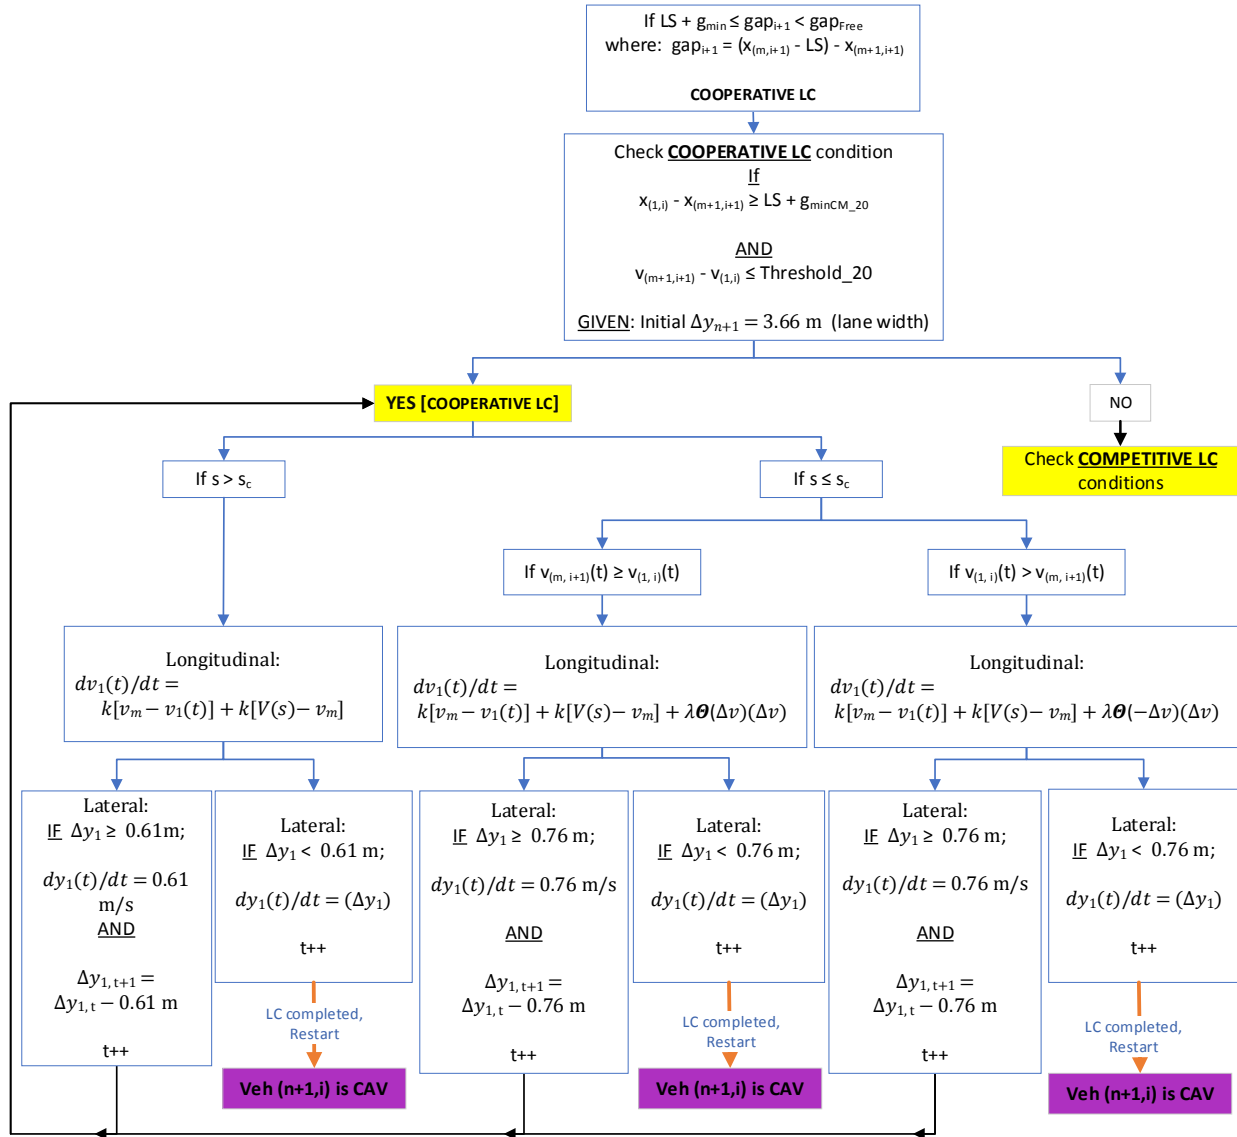 If LS + g_min ≤ gap_i+1 < gap_Free
where: gap_i+1 = (x_(m,i+1) - LS) - x_(m+1,i+1)
COOPERATIVE LC
Check COOPERATIVE LC condition
If
x_(1,i) - x_(m+1,i+1) ≥ LS + g_minCM_20
AND
v_(m+1,i+1) - v_(1,i) ≤ Threshold_20
GIVEN: Initial Δy_n+1 = 3.66 m (lane width)
YES [COOPERATIVE LC]
NO
Check COMPETITIVE LC
conditions
If s > s_c
If s ≤ s_c
If v_(m, i+1)(t) ≥ v_(1, i)(t)
If v_(1, i)(t) > v_(m, i+1)(t)
Longitudinal:
dv_1(t)/dt =
k[v_m − v_1(t)] + k[V(s) − v_m]
Longitudinal:
dv_1(t)/dt =
k[v_m − v_1(t)] + k[V(s) − v_m] + λΘ(Δv)(Δv)
Longitudinal:
dv_1(t)/dt =
k[v_m − v_1(t)] + k[V(s) − v_m] + λΘ(−Δv)(Δv)
Lateral:
IF Δy_1 ≥ 0.61m;
dy_1(t)/dt = 0.61
m/s
AND
Δy_1, t+1 =
Δy_1, t − 0.61 m
t++
Lateral:
IF Δy_1 < 0.61 m;
dy_1(t)/dt = (Δy_1)
t++
LC completed,
Restart
Veh (n+1,i) is CAV
Lateral:
IF Δy_1 ≥ 0.76 m;
dy_1(t)/dt = 0.76 m/s
AND
Δy_1, t+1 =
Δy_1, t − 0.76 m
t++
Lateral:
IF Δy_1 < 0.76 m;
dy_1(t)/dt = (Δy_1)
t++
LC completed,
Restart
Veh (n+1,i) is CAV
Lateral:
IF Δy_1 ≥ 0.76 m;
dy_1(t)/dt = 0.76 m/s
AND
Δy_1, t+1 =
Δy_1, t − 0.76 m
t++
Lateral:
IF Δy_1 < 0.76 m;
dy_1(t)/dt = (Δy_1)
t++
LC completed,
Restart
Veh (n+1,i) is CAV